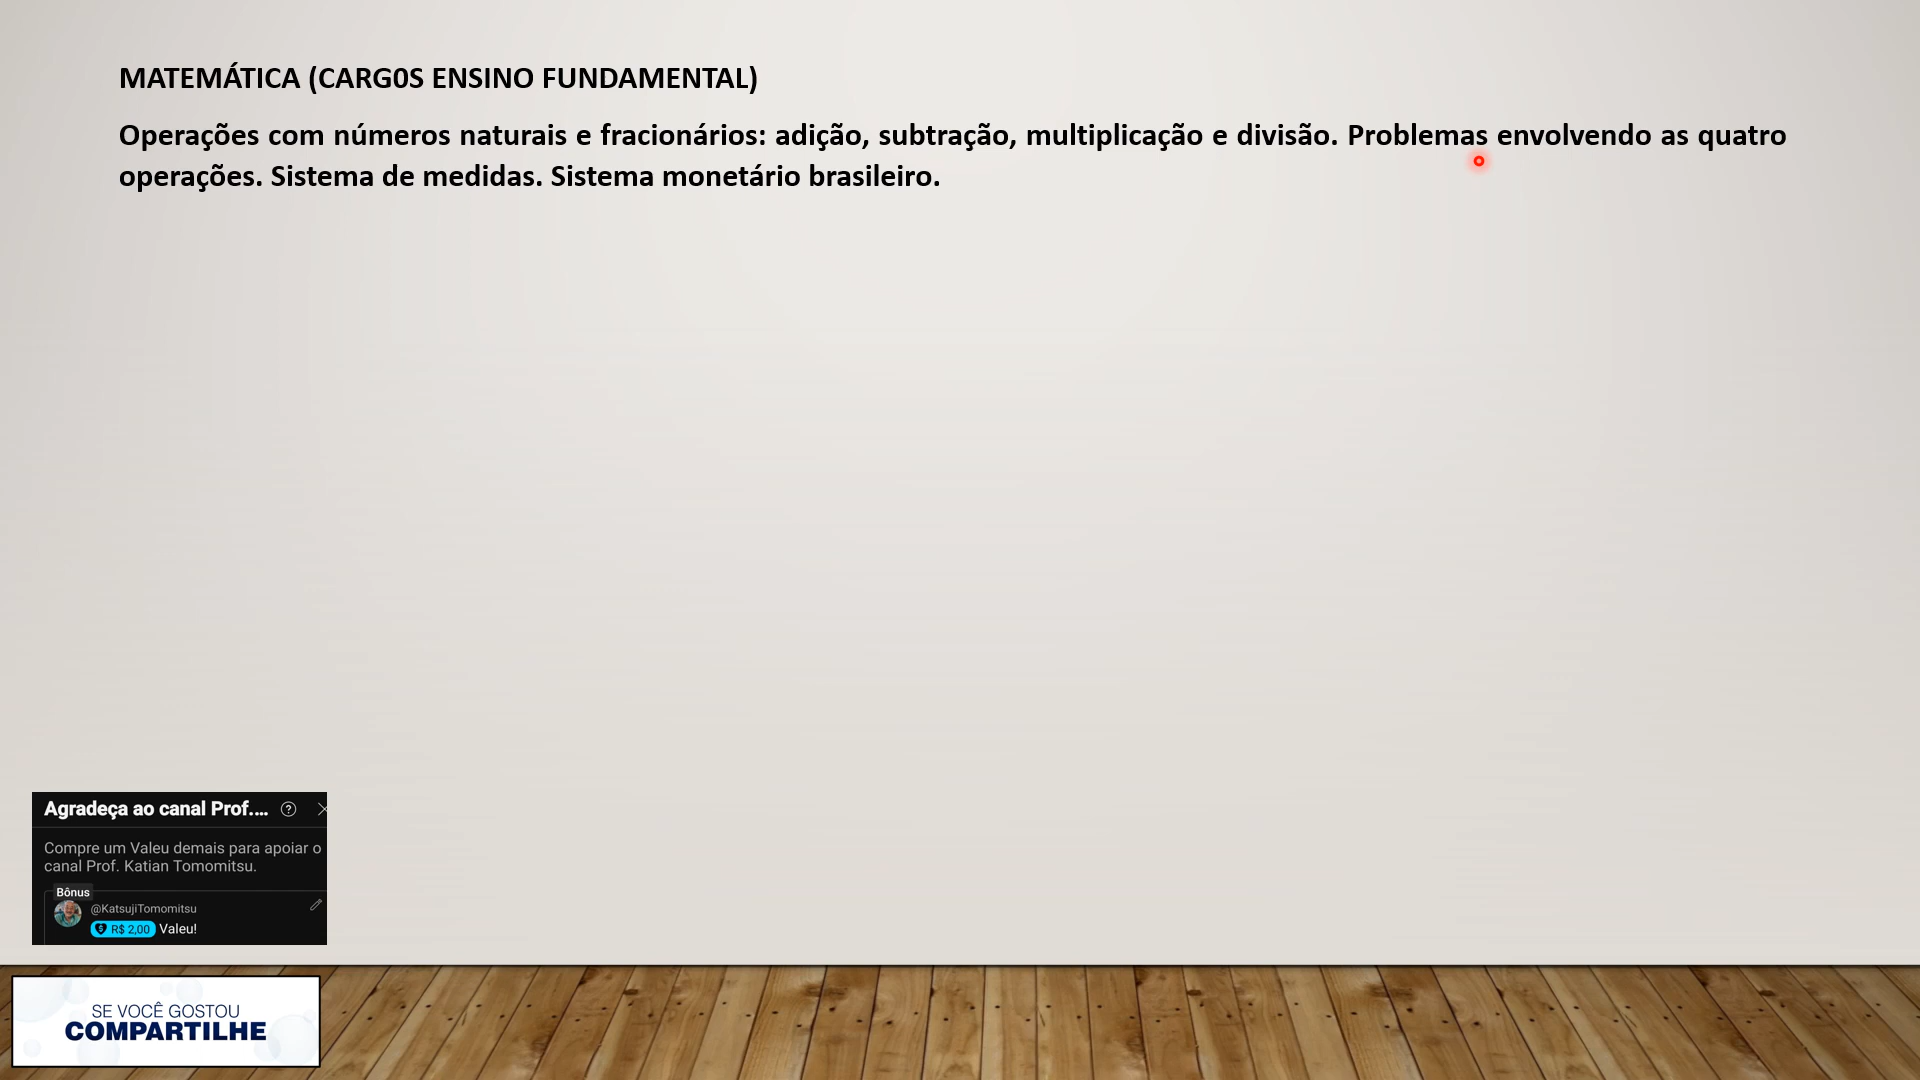 MATEMÁTICA (CARG0S ENSINO FUNDAMENTAL)
Operações com números naturais e fracionários: adição, subtração, multiplicação e divisão. Problemas envolvendo as quatro
operações. Sistema de medidas. Sistema monetário brasileiro.
Agradeça ao canal Prof.... ?
Compre um Valeu demais para apoiar o
canal Prof. Katian Tomomitsu.
Bônus
@KatsujiTomomitsu
R$ 2,00 Valeu!
SE VOCÊ GOSTOU
COMPARTILHE